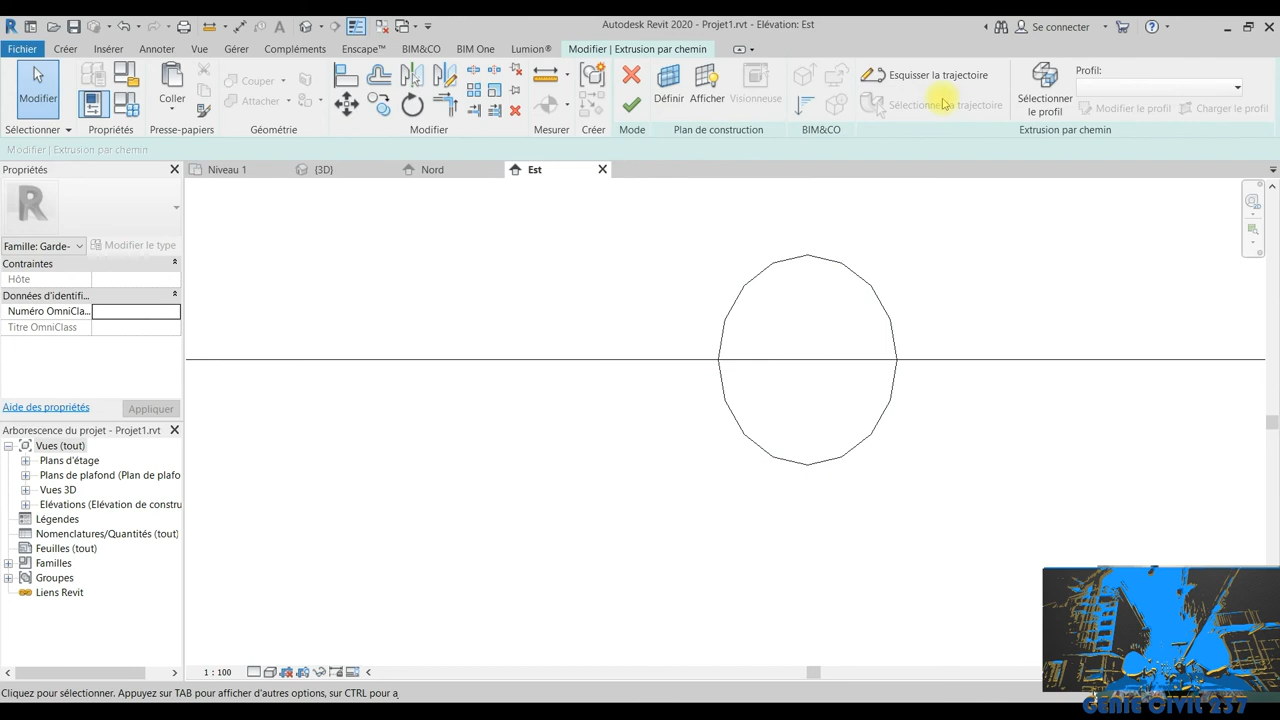 Autodesk Revit 2020 - Projet1.rvt - Elévation: Est
Se connecter
Fichier Créer Insérer Annoter Vue Gérer Compléments Enscape™ BIM&CO BIM One Lumion® Modifier | Extrusion par chemin
Modifier
Coller
Couper
Attacher
Définir Afficher Visionneuse
Esquisser la trajectoire
Sélectionner la trajectoire
Sélectionner
le profil
Profil:
Modifier le profil Charger le profil
Sélectionner Propriétés Presse-papiers Géométrie Modifier Mesurer Créer Mode Plan de construction BIM&CO Extrusion par chemin
Modifier | Extrusion par chemin
Propriétés
Niveau 1 {3D} Nord Est
Famille: Garde- Modifier le type
Contraintes
Hôte
Données d'identifi...
Numéro OmniCla...
Titre OmniClass
Aide des propriétés Appliquer
Arborescence du projet - Projet1.rvt
Vues (tout)
Plans d'étage
Plans de plafond (Plan de plafo
Vues 3D
Elévations (Elévation de constru
Légendes
Nomenclatures/Quantités (tout)
Feuilles (tout)
Familles
Groupes
Liens Revit
1 : 100
Cliquez pour sélectionner. Appuyez sur TAB pour afficher d'autres options, sur CTRL pour a
GENIE CIVIL 237